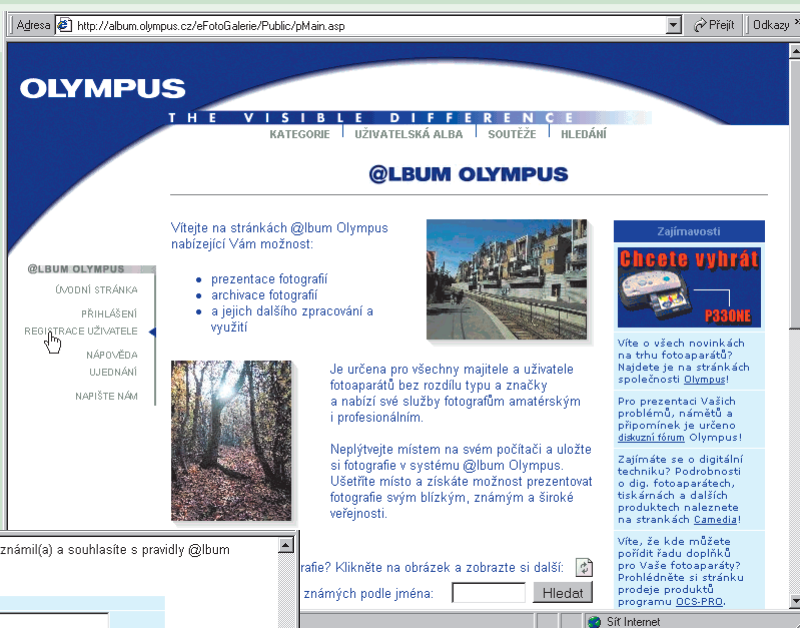 Adresa http://album.olympus.cz/eFotoGalerie/Public/pMain.asp Přejít Odkazy »
OLYMPUS
THE VISIBLE DIFFERENCE
KATEGORIE UŽIVATELSKÁ ALBA SOUTĚŽE HLEDÁNÍ
@LBUM OLYMPUS
@LBUM OLYMPUS
ÚVODNÍ STRÁNKA
PŘIHLÁŠENÍ
REGISTRACE UŽIVATELE
NÁPOVĚDA
UJEDNÁNÍ
NAPIŠTE NÁM
Vítejte na stránkách @lbum Olympus
nabízející Vám možnost:
• prezentace fotografií
• archivace fotografií
• a jejich dalšího zpracování a
využití
Je určena pro všechny majitele a uživatele
fotoaparátů bez rozdílu typu a značky
a nabízí své služby fotografům amatérským
i profesionálním.
Neplýtvejte místem na svém počítači a uložte
si fotografie v systému @lbum Olympus.
Ušetříte místo a získáte možnost prezentovat
fotografie svým blízkým, známým a široké
veřejnosti.
Zajímavosti
Chcete vyhrát
P330NE
Víte o všech novinkách
na trhu fotoaparátů?
Najdete je na stránkách
společnosti Olympus!
Pro prezentaci Vašich
problémů, námětů a
připomínek je určeno
diskuzní fórum Olympus!
Zajímáte se o digitální
techniku? Podrobnosti
o dig. fotoaparátech,
tiskárnách a dalších
produktech naleznete
na strankách Camedia!
Víte, že kde můžete
pořídit řadu doplňků
pro Vaše fotoaparáty?
Prohlédněte si stránku
prodeje produktů
programu OCS-PRO.
známil(a) a souhlasíte s pravidly @lbum
rafie? Klikněte na obrázek a zobrazte si další:
známých podle jména: Hledat
Síť Internet